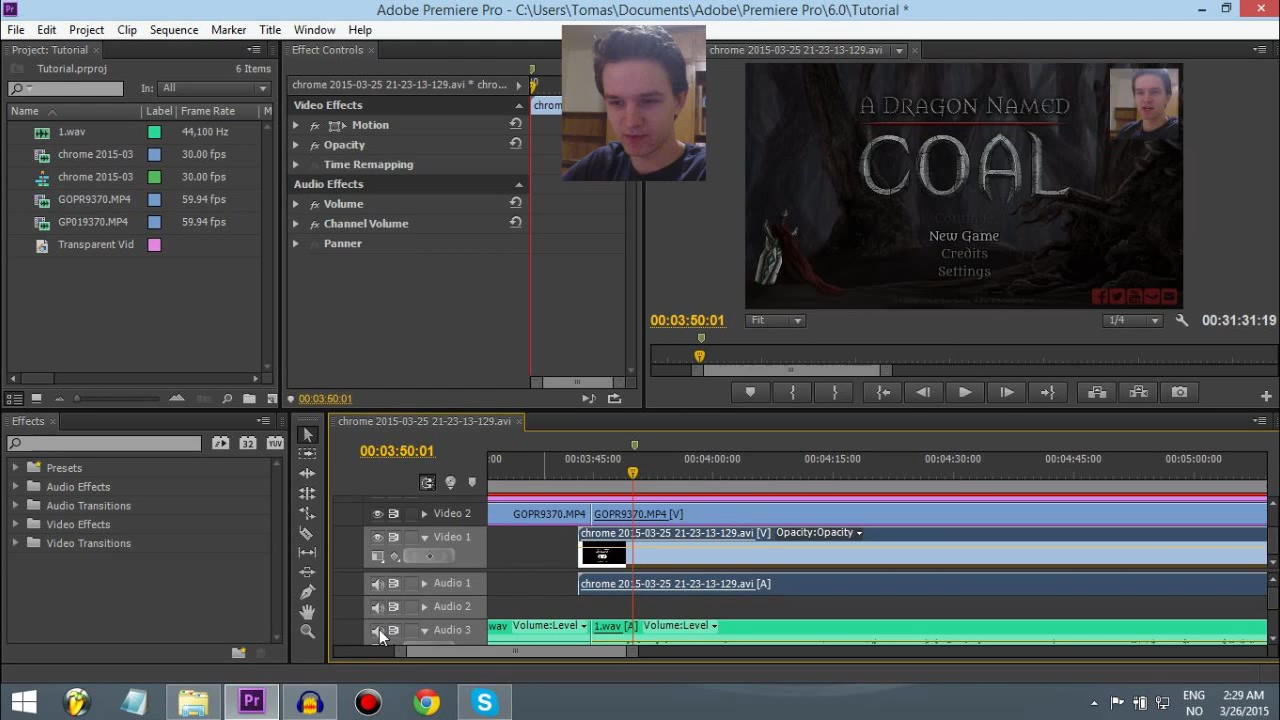 Adobe Premiere Pro - C:\Users\Tomas\Documents\Adobe\Premiere Pro\6.0\Tutorial *
File Edit Project Clip Sequence Marker Title Window Help
Project: Tutorial
Tutorial.prproj
6 Items
In: All
Name Label Frame Rate M
1.wav 44,100 Hz
chrome 2015-03 30.00 fps
chrome 2015-03 30.00 fps
GOPR9370.MP4 59.94 fps
GP019370.MP4 59.94 fps
Transparent Vid
Effect Controls
chrome 2015-03-25 21-23-13-129.avi * chro...
chrom
Video Effects
fx Motion
fx Opacity
Time Remapping
Audio Effects
fx Volume
fx Channel Volume
fx Panner
00:03:50:01
chrome 2015-03-25 21-23-13-129.avi
A DRAGON NAMED
COAL
Continue
New Game
Credits
Settings
00:03:50:01 Fit 1/4 00:31:31:19
Effects
32 YUV
Presets
Audio Effects
Audio Transitions
Video Effects
Video Transitions
chrome 2015-03-25 21-23-13-129.avi
00:03:50:01
:00 00:03:45:00 00:04:00:00 00:04:15:00 00:04:30:00 00:04:45:00 00:05:00:00
Video 2 GOPR9370.MP4 GOPR9370.MP4 [V]
Video 1 chrome 2015-03-25 21-23-13-129.avi [V] Opacity:Opacity
Audio 1 chrome 2015-03-25 21-23-13-129.avi [A]
Audio 2
Audio 3 wav Volume:Level 1.wav [A] Volume:Level
Pr
S
ENG 2:29 AM
NO 3/26/2015